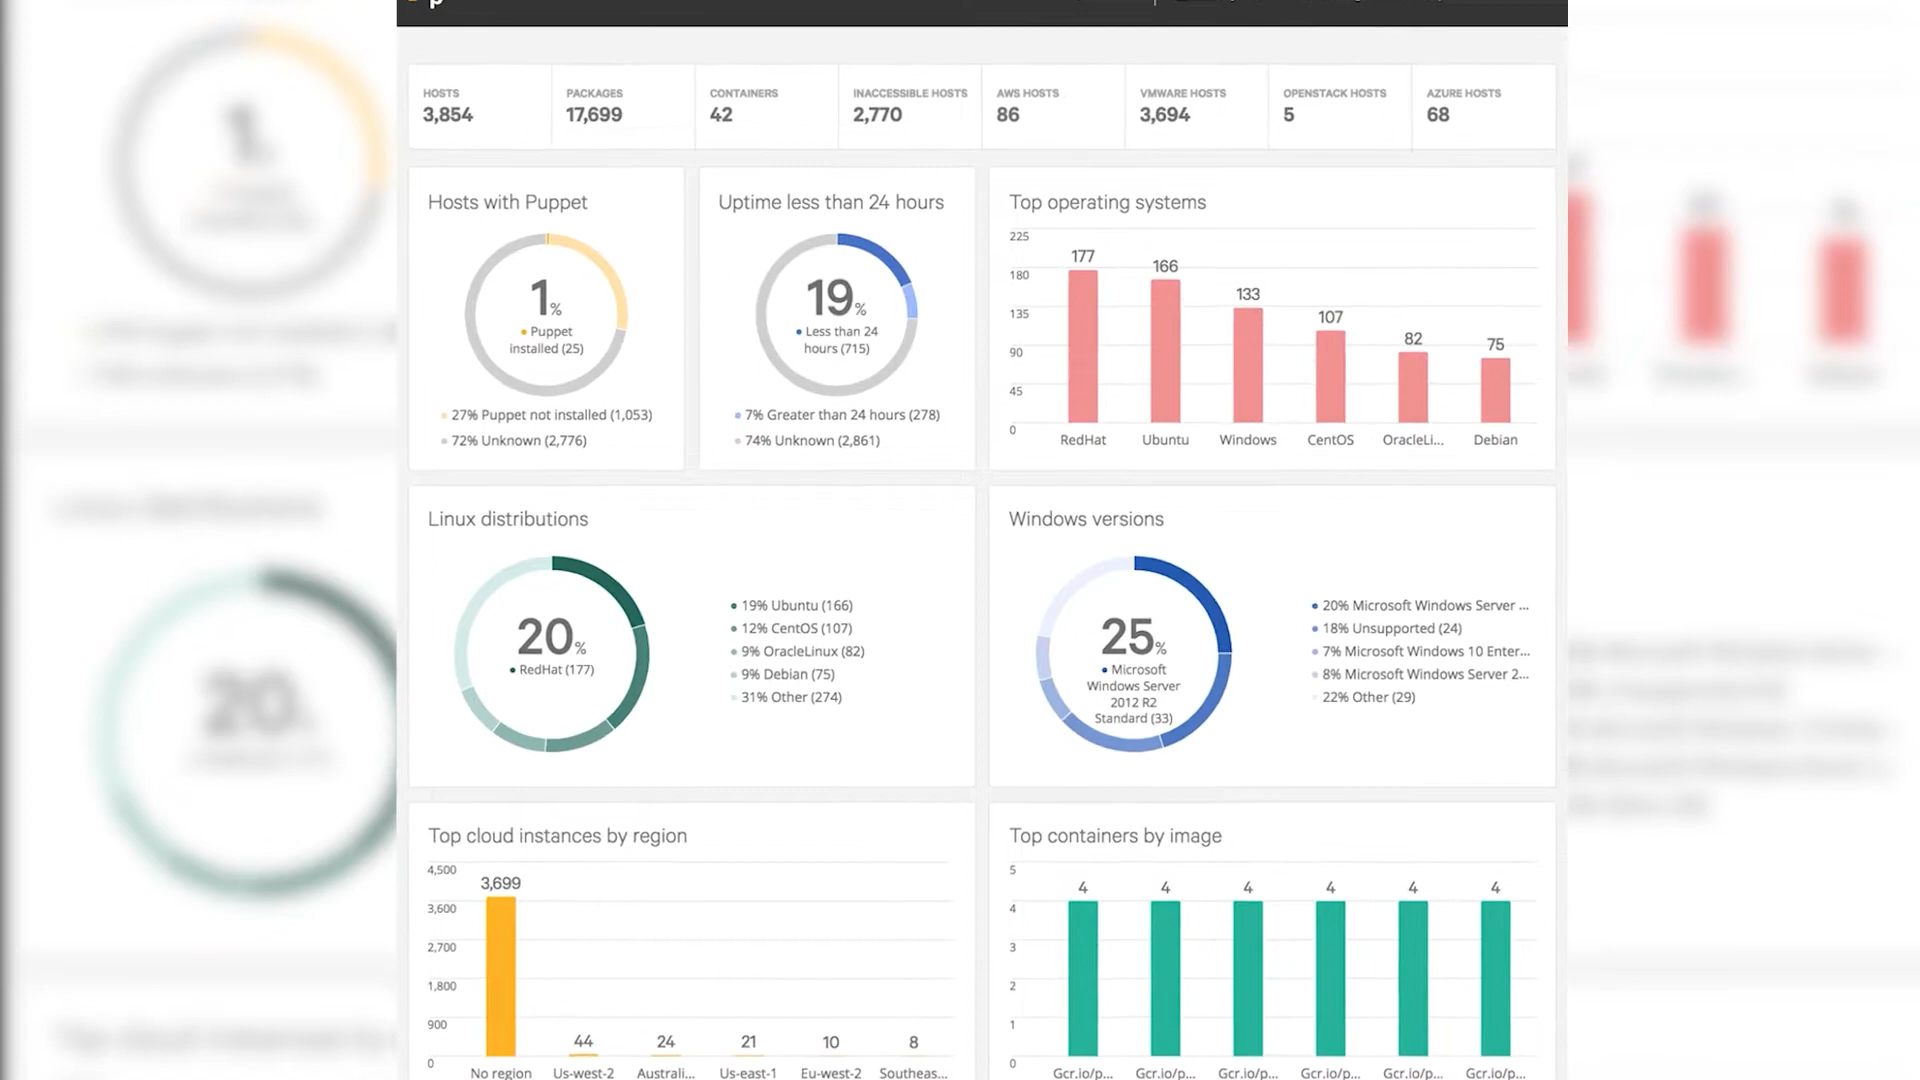 HOSTS
3,854
PACKAGES
17,699
CONTAINERS
42
INACCESSIBLE HOSTS
2,770
AWS HOSTS
86
VMWARE HOSTS
3,694
OPENSTACK HOSTS
5
AZURE HOSTS
68
Hosts with Puppet
1%
Puppet
installed (25)
27% Puppet not installed (1,053)
72% Unknown (2,776)
Uptime less than 24 hours
19%
Less than 24
hours (715)
7% Greater than 24 hours (278)
74% Unknown (2,861)
Top operating systems
225
180
135
90
45
0
177
166
133
107
82
75
RedHat
Ubuntu
Windows
CentOS
OracleLi...
Debian
Linux distributions
20%
RedHat (177)
19% Ubuntu (166)
12% CentOS (107)
9% OracleLinux (82)
9% Debian (75)
31% Other (274)
Windows versions
25%
Microsoft
Windows Server
2012 R2
Standard (33)
20% Microsoft Windows Server ...
18% Unsupported (24)
7% Microsoft Windows 10 Enter...
8% Microsoft Windows Server 2...
22% Other (29)
Top cloud instances by region
4,500
3,600
2,700
1,800
900
0
3,699
44
24
21
10
8
No region
Us-west-2
Australi...
Us-east-1
Eu-west-2
Southeas...
Top containers by image
5
4
3
2
1
0
4
4
4
4
4
4
Gcr.io/p...
Gcr.io/p...
Gcr.io/p...
Gcr.io/p...
Gcr.io/p...
Gcr.io/p...